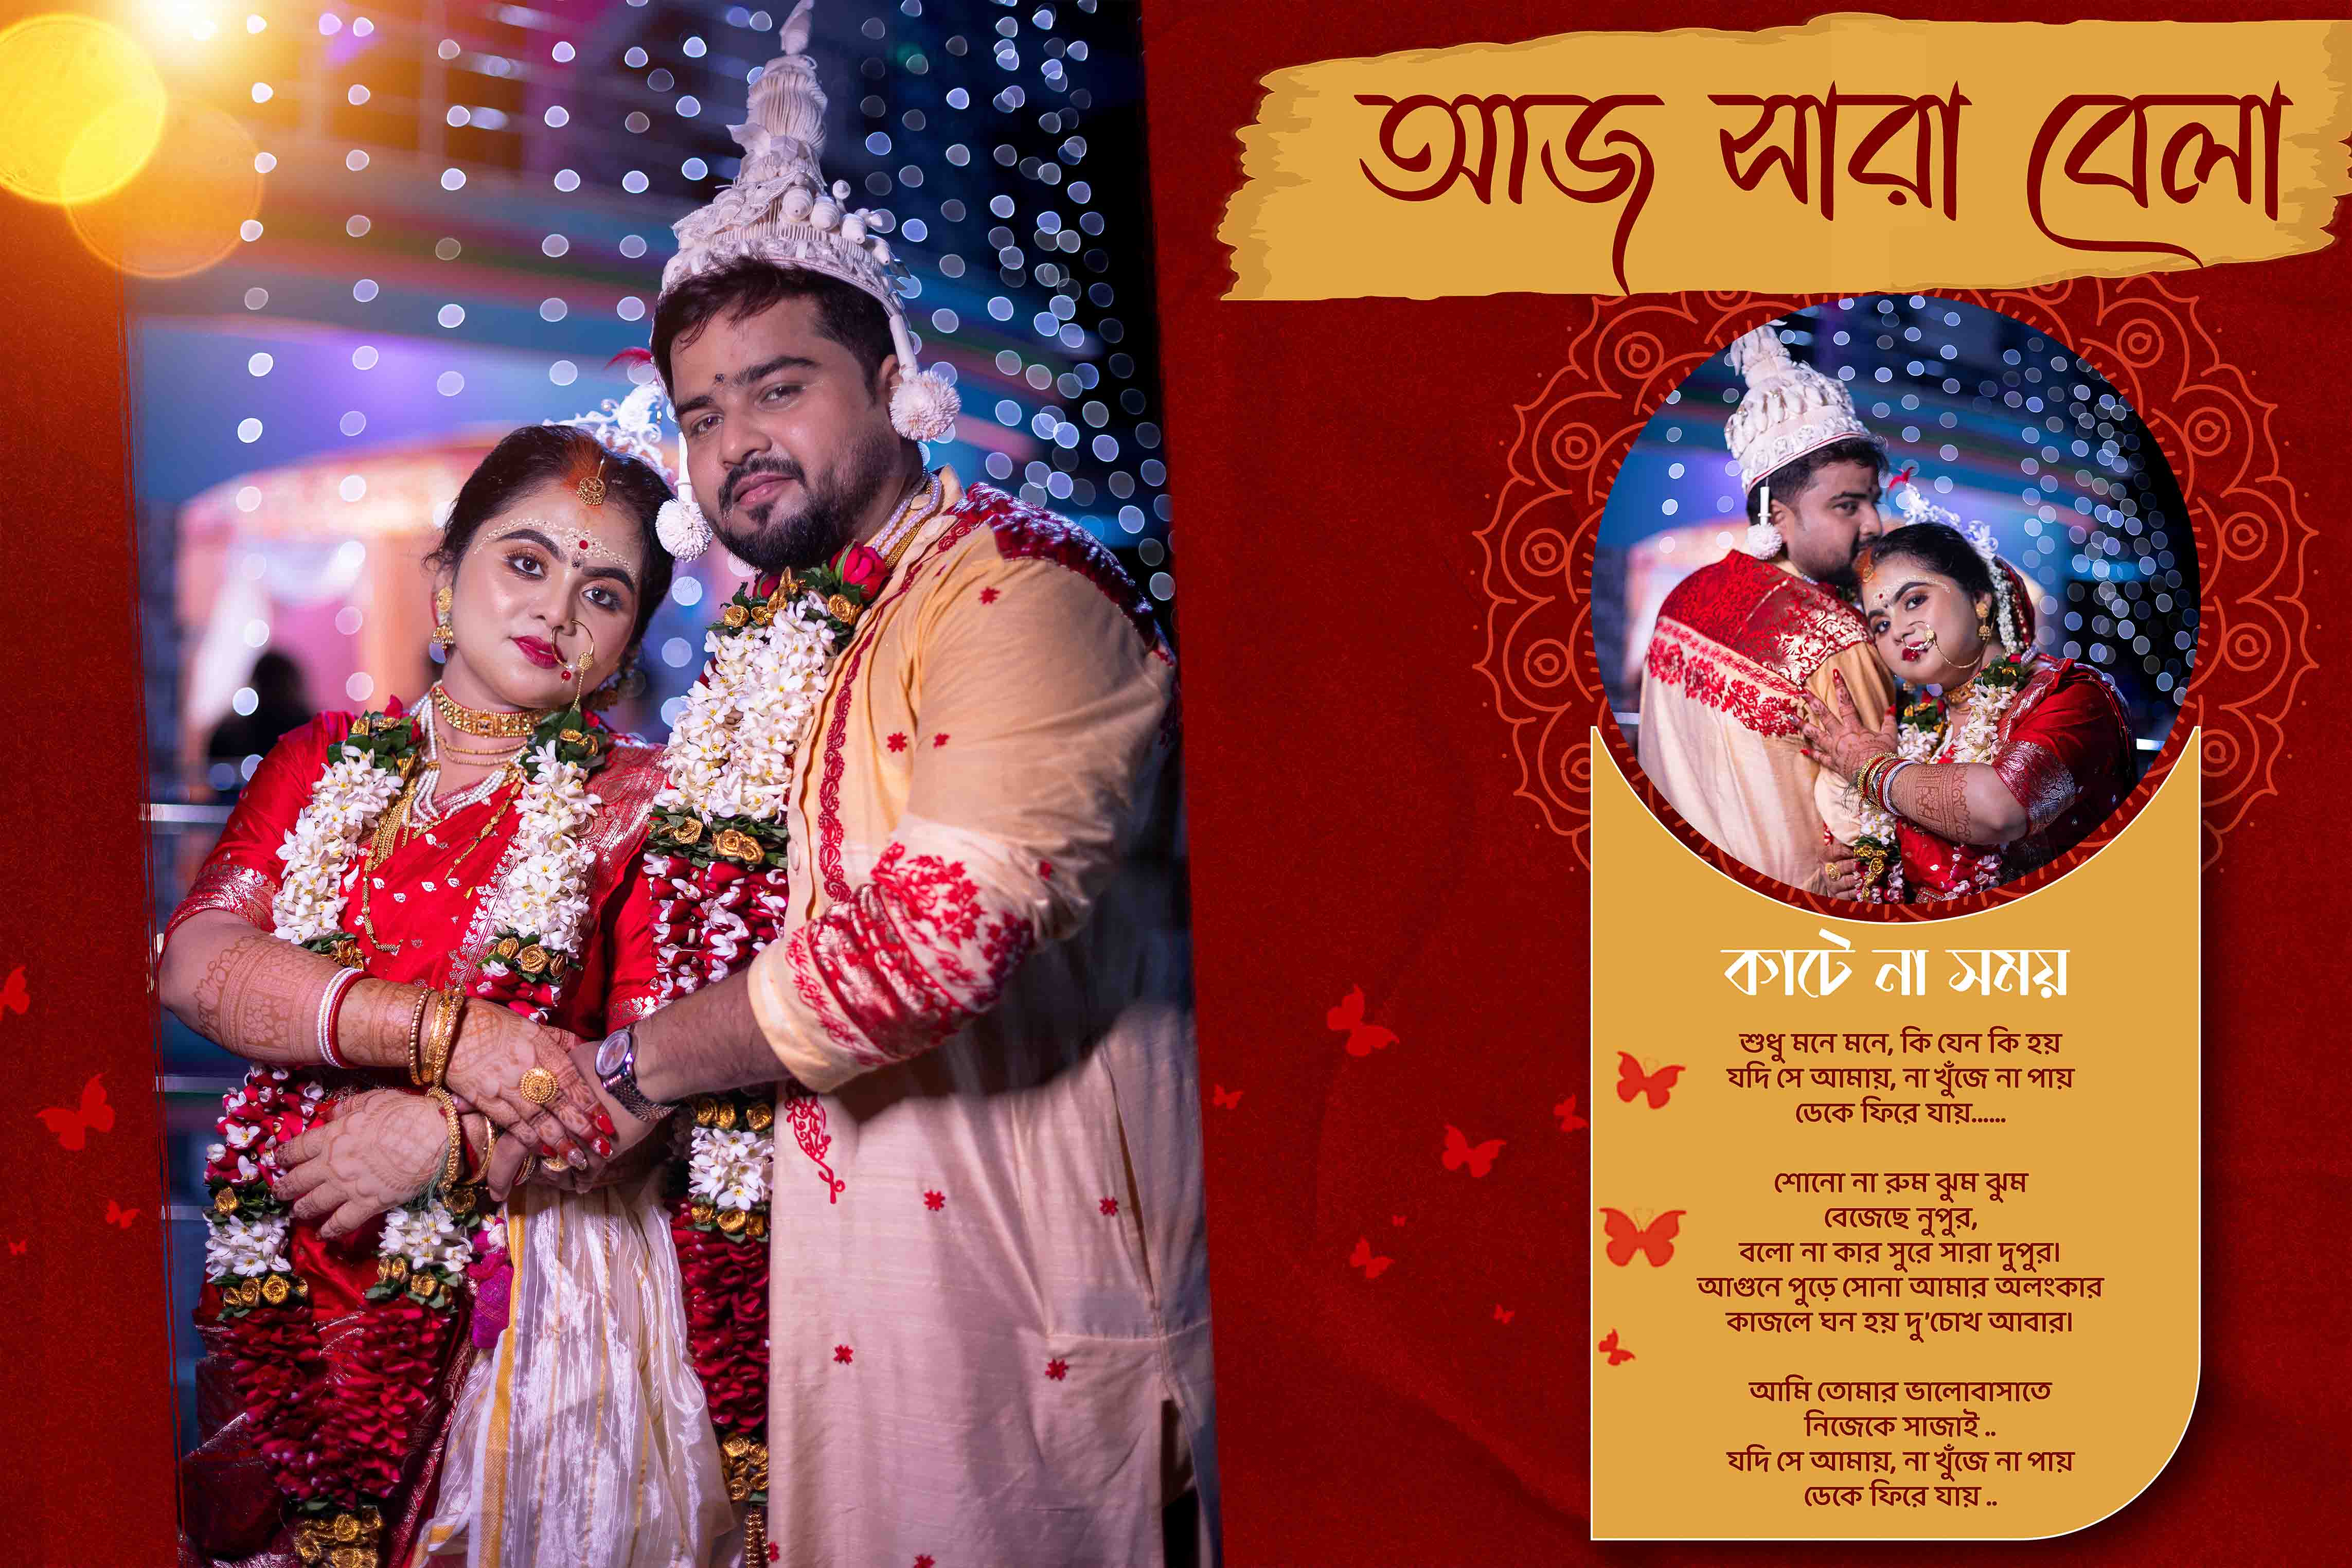 আজ সারা বেলা
কাটে না সময়
শুধু মনে মনে, কি যেন কি হয়
যদি সে আমায়, না খুঁজে না পায়
ডেকে ফিরে যায়......
শোনো না রুম ঝুম ঝুম
বেজেছে নুপুর,
বলো না কার সুরে সারা দুপুর।
আগুনে পুড়ে সোনা আমার অলংকার
কাজলে ঘন হয় দু'চোখ আবার।
আমি তোমার ভালোবাসাতে
নিজেকে সাজাই ..
যদি সে আমায়, না খুঁজে না পায়
ডেকে ফিরে যায় ..